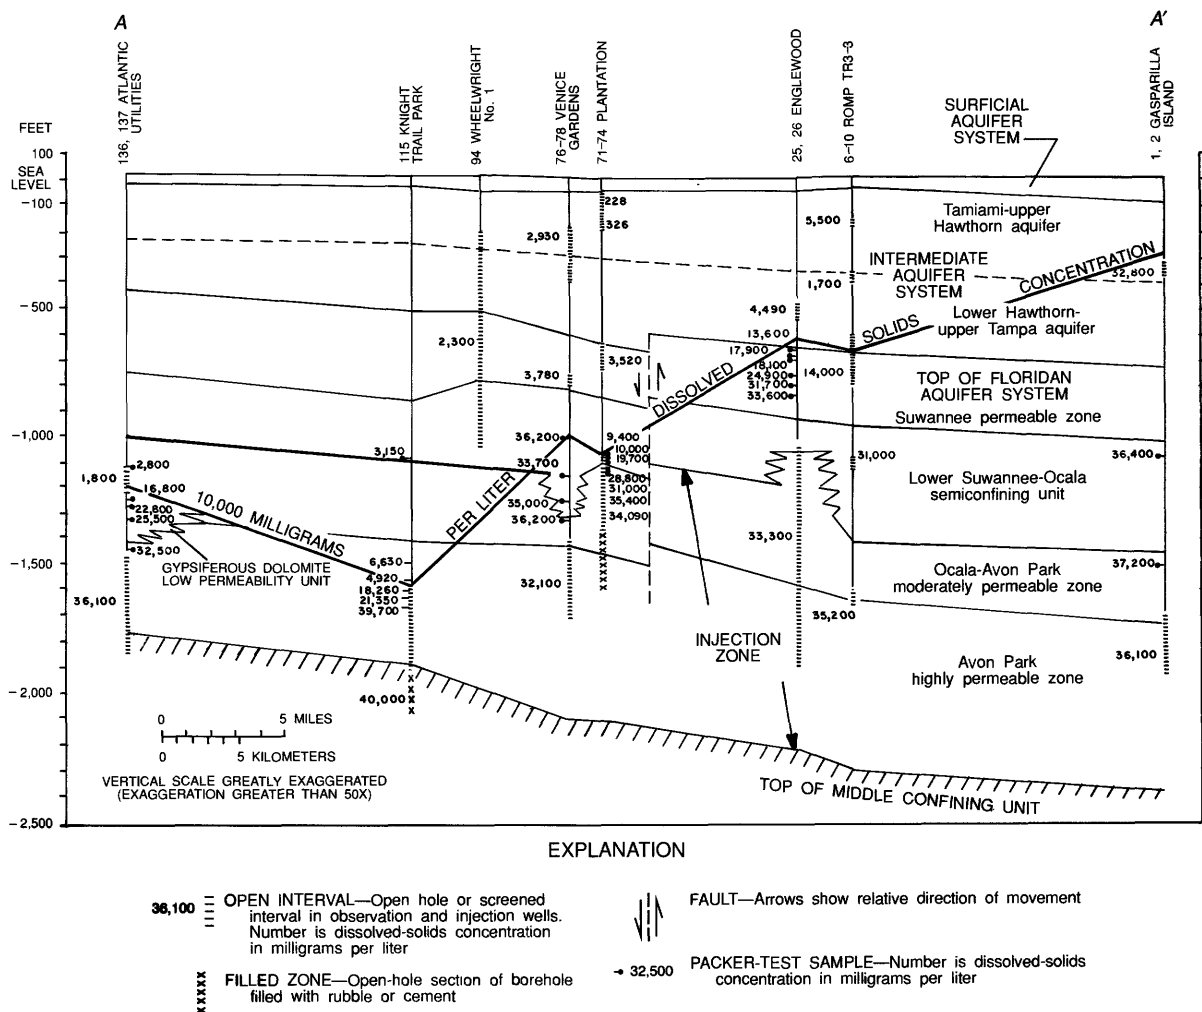 A
A'
136, 137 ATLANTIC
UTILITIES
115 KNIGHT
TRAIL PARK
94 WHEELWRIGHT
No. 1
76-78 VENICE
GARDENS
71-74 PLANTATION
25, 26 ENGLEWOOD
6-10 ROMP TR3-3
1, 2 GASPARILLA
ISLAND
FEET
100
SEA
LEVEL
-100
-500
-1,000
-1,500
-2,000
-2,500
SURFICIAL
AQUIFER
SYSTEM
Tamiami-upper
Hawthorn aquifer
INTERMEDIATE
AQUIFER
SYSTEM
Lower Hawthorn-
upper Tampa aquifer
TOP OF FLORIDAN
AQUIFER SYSTEM
Suwannee permeable zone
Lower Suwannee-Ocala
semiconfining unit
Ocala-Avon Park
moderately permeable zone
Avon Park
highly permeable zone
10,000 MILLIGRAMS
PER LITER
DISSOLVED
SOLIDS
CONCENTRATION
2,800
1,800
16,800
22,800
25,500
32,500
36,100
GYPSIFEROUS DOLOMITE
LOW PERMEABILITY UNIT
3,150
6,630
4,920
18,260
21,350
39,700
40,000
2,300
2,930
3,780
36,200
33,700
35,000
36,200
32,100
228
326
3,520
9,400
10,000
19,700
28,800
31,000
35,400
34,090
4,490
13,600
17,900
18,100
24,900
31,700
33,600
33,300
5,500
1,700
14,000
31,000
35,200
32,800
36,400
37,200
36,100
INJECTION
ZONE
TOP OF MIDDLE CONFINING UNIT
0 5 MILES
0 5 KILOMETERS
VERTICAL SCALE GREATLY EXAGGERATED
(EXAGGERATION GREATER THAN 50X)
EXPLANATION
36,100 OPEN INTERVAL—Open hole or screened
interval in observation and injection wells.
Number is dissolved-solids concentration
in milligrams per liter
FILLED ZONE—Open-hole section of borehole
filled with rubble or cement
FAULT—Arrows show relative direction of movement
32,500 PACKER-TEST SAMPLE—Number is dissolved-solids
concentration in milligrams per liter